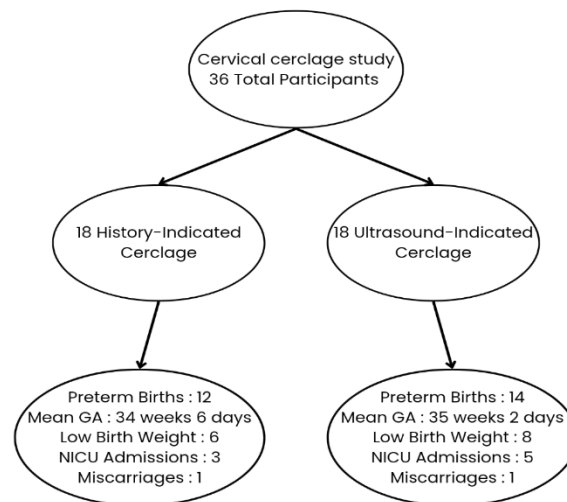 Cervical cerclage study
36 Total Participants
18 History-Indicated
Cerclage
18 Ultrasound-Indicated
Cerclage
Preterm Births : 12
Mean GA : 34 weeks 6 days
Low Birth Weight : 6
NICU Admissions : 3
Miscarriages : 1
Preterm Births : 14
Mean GA : 35 weeks 2 days
Low Birth Weight : 8
NICU Admissions : 5
Miscarriages : 1